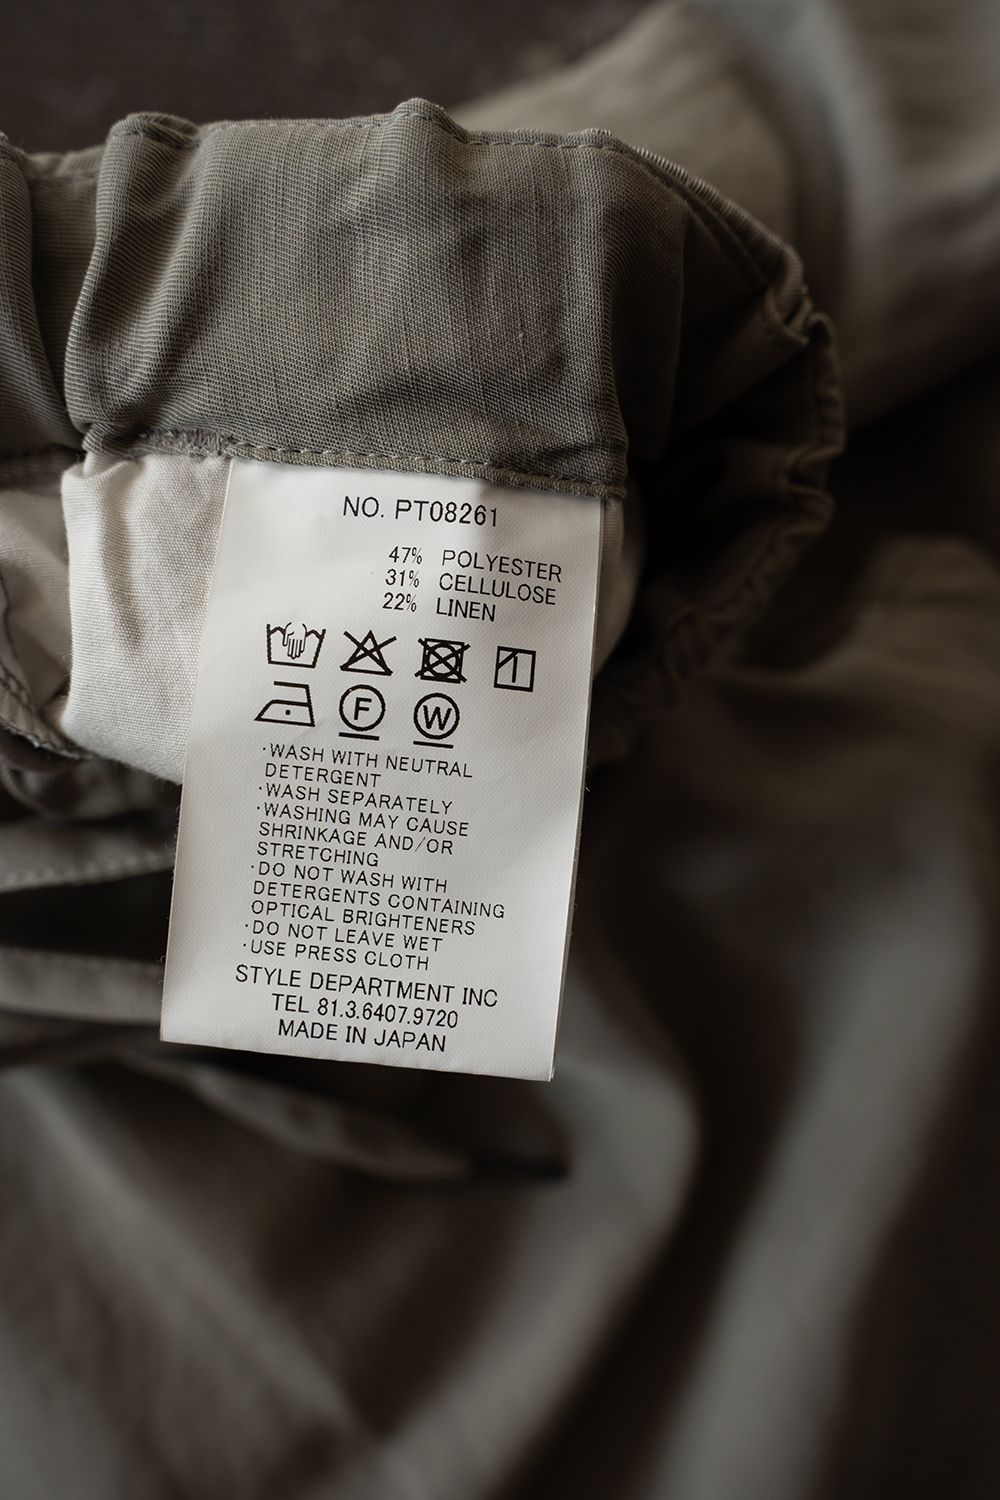 NO. PT08261
47% POLYESTER
31% CELLULOSE
22% LINEN
F W
·WASH WITH NEUTRAL
DETERGENT
·WASH SEPARATELY
·WASHING MAY CAUSE
SHRINKAGE AND/OR
STRETCHING
·DO NOT WASH WITH
DETERGENTS CONTAINING
OPTICAL BRIGHTENERS
·DO NOT LEAVE WET
·USE PRESS CLOTH
STYLE DEPARTMENT INC
TEL 81.3.6407.9720
MADE IN JAPAN